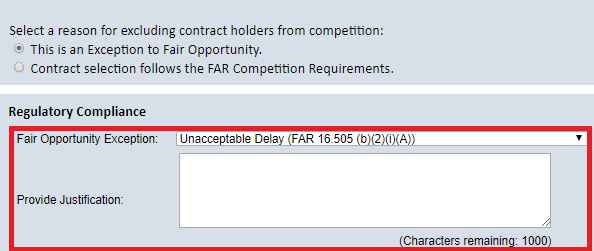 Select a reason for excluding contract holders from competition:
This is an Exception to Fair Opportunity.
Contract selection follows the FAR Competition Requirements.
Regulatory Compliance
Fair Opportunity Exception: Unacceptable Delay (FAR 16.505 (b)(2)(i)(A))
Provide Justification:
(Characters remaining: 1000)